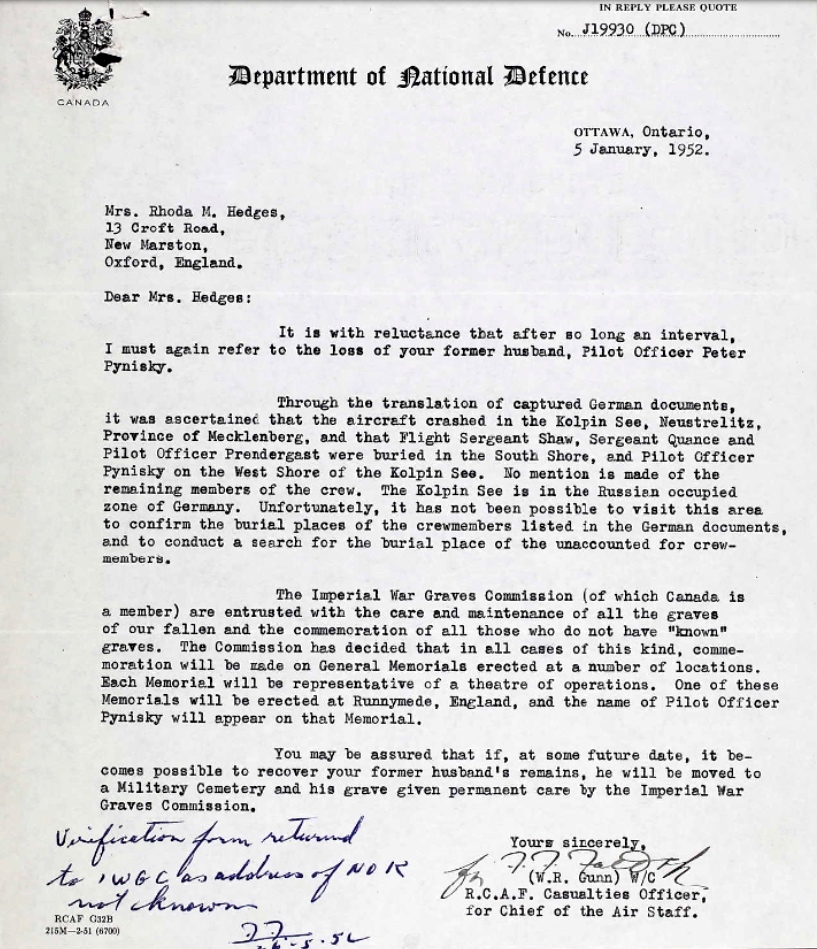 IN REPLY PLEASE QUOTE
No. J19930 (DPC)
CANADA
Department of National Defence
OTTAWA, Ontario,
5 January, 1952.
Mrs. Rhoda M. Hedges,
13 Croft Road,
New Marston,
Oxford, England.
Dear Mrs. Hedges:
It is with reluctance that after so long an interval,
I must again refer to the loss of your former husband, Pilot Officer Peter
Pynisky.
Through the translation of captured German documents,
it was ascertained that the aircraft crashed in the Kolpin See, Neustrelitz,
Province of Mecklenberg, and that Flight Sergeant Shaw, Sergeant Quance and
Pilot Officer Prendergast were buried in the South Shore, and Pilot Officer
Pynisky on the West Shore of the Kolpin See. No mention is made of the
remaining members of the crew. The Kolpin See is in the Russian occupied
zone of Germany. Unfortunately, it has not been possible to visit this area
to confirm the burial places of the crewmembers listed in the German documents,
and to conduct a search for the burial place of the unaccounted for crew-
members.
The Imperial War Graves Commission (of which Canada is
a member) are entrusted with the care and maintenance of all the graves
of our fallen and the commemoration of all those who do not have "known"
graves. The Commission has decided that in all cases of this kind, comme-
moration will be made on General Memorials erected at a number of locations.
Each Memorial will be representative of a theatre of operations. One of these
Memorials will be erected at Runnymede, England, and the name of Pilot Officer
Pynisky will appear on that Memorial.
You may be assured that if, at some future date, it be-
comes possible to recover your former husband's remains, he will be moved to
a Military Cemetery and his grave given permanent care by the Imperial War
Graves Commission.
Verification form returned
to IWGC as address of NOK
not known
Yours sincerely,
for
(W.R. Gunn) W/C
R.C.A.F. Casualties Officer,
for Chief of the Air Staff.
RCAF G32B
215M—2-51 (6700)